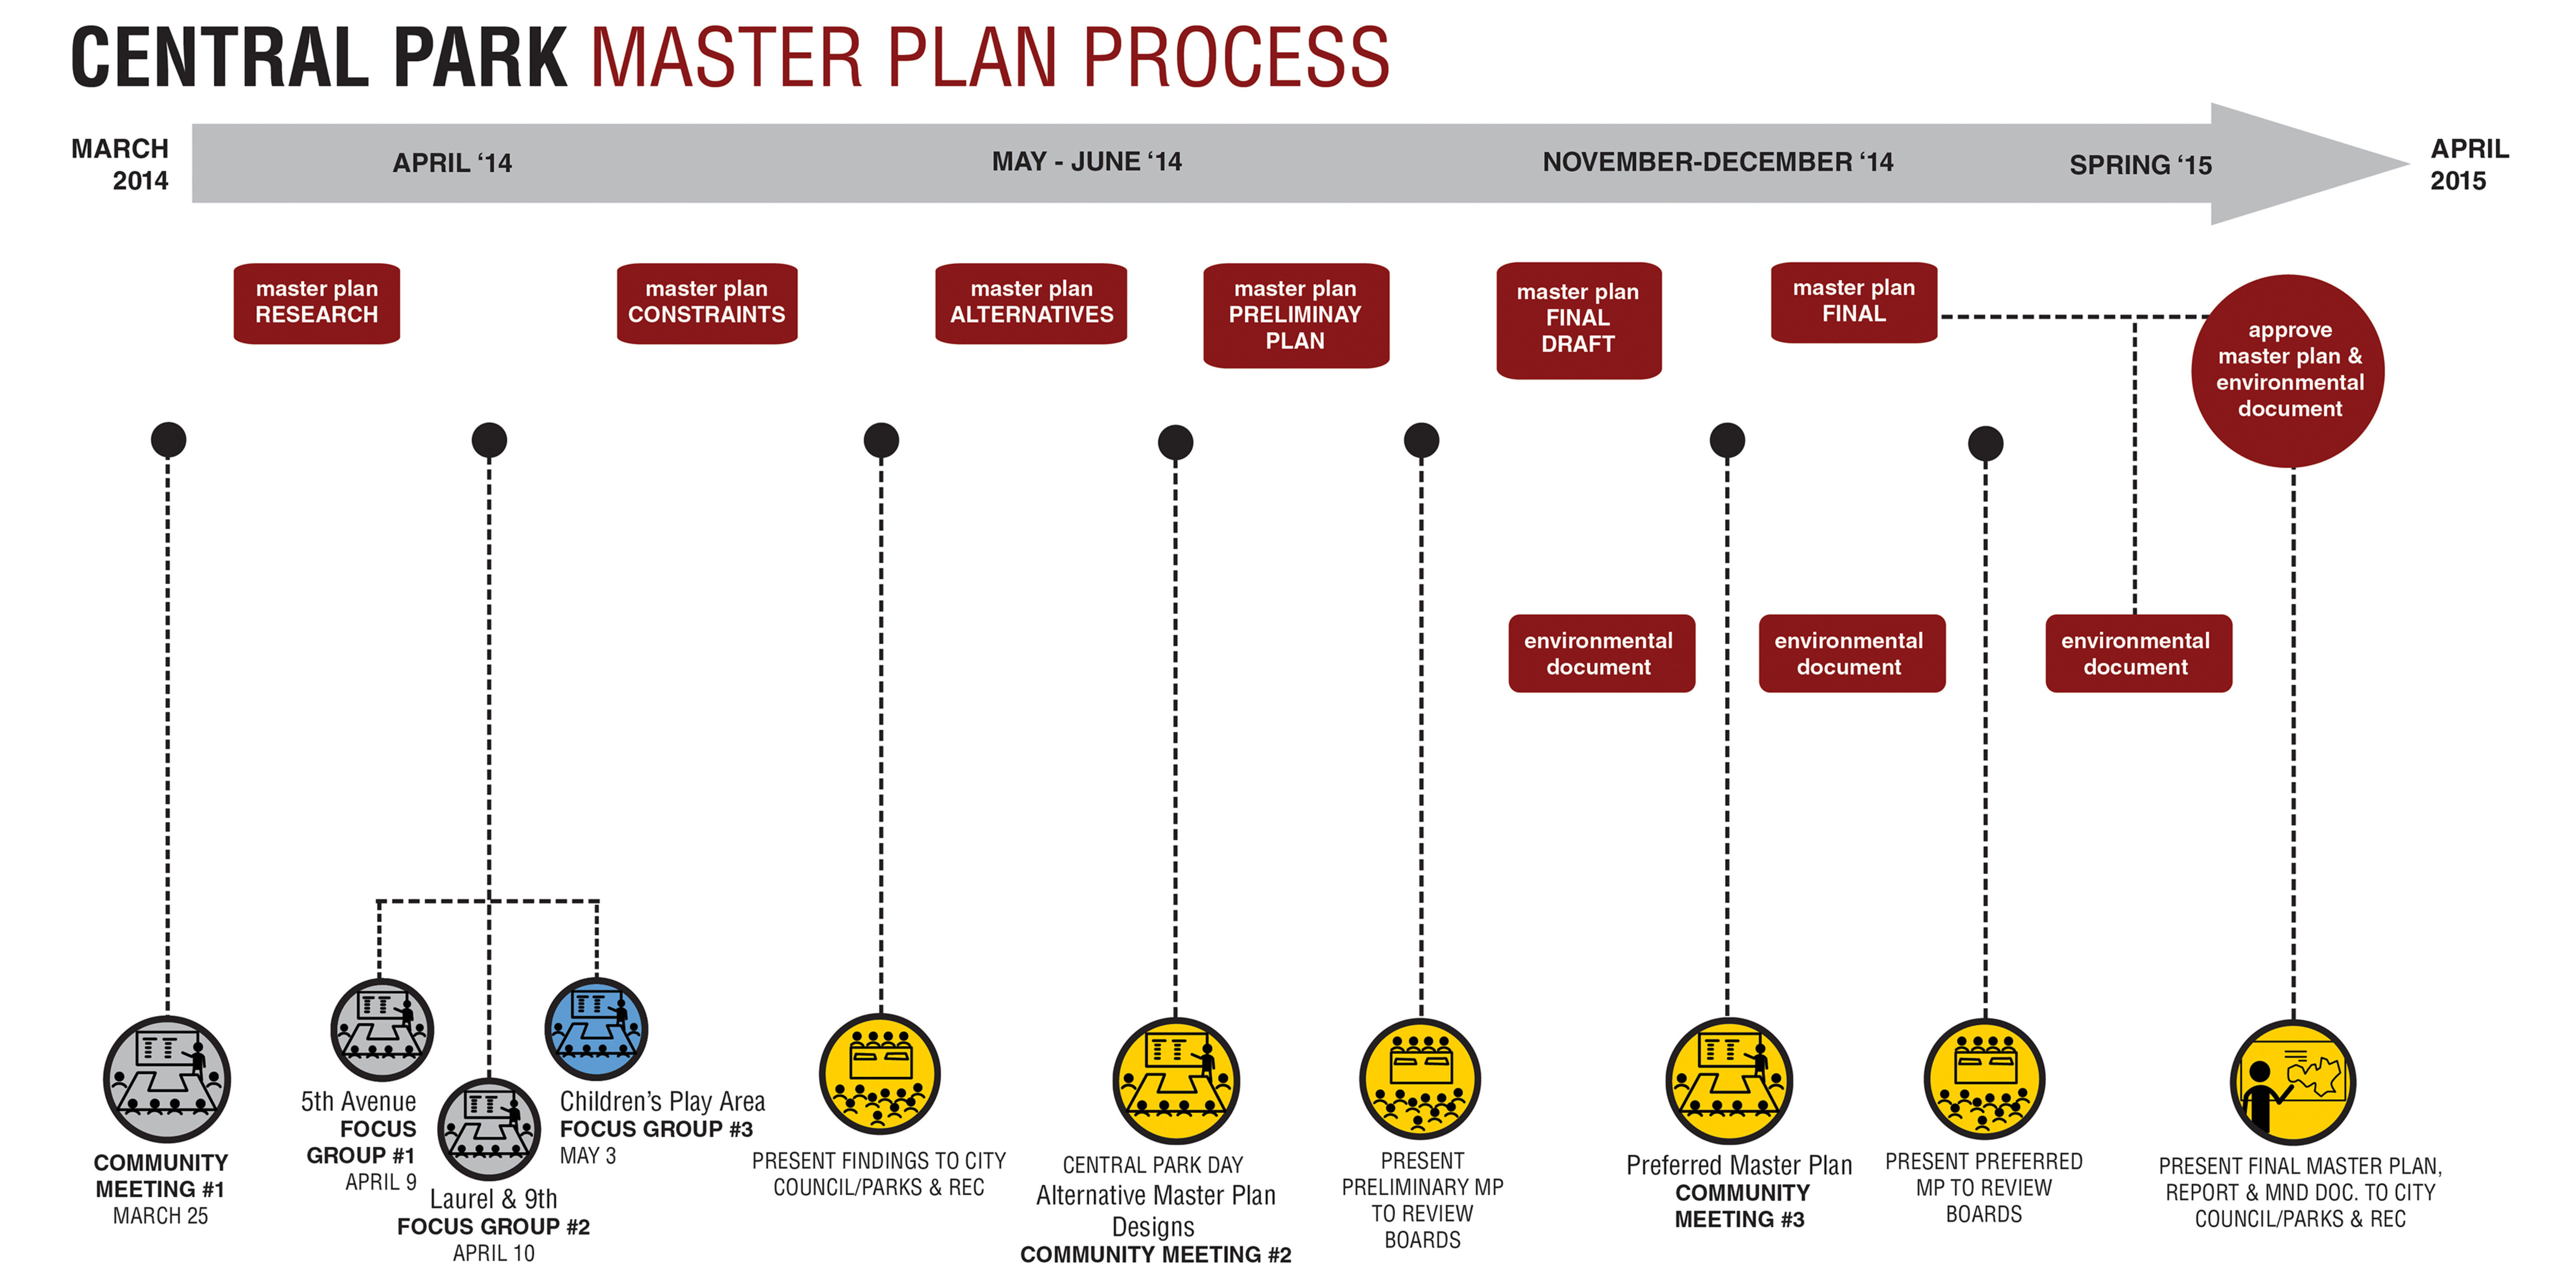 CENTRAL PARK MASTER PLAN PROCESS
MARCH
2014
APRIL ‘14
MAY - JUNE ‘14
NOVEMBER-DECEMBER ‘14
SPRING ‘15
APRIL
2015
master plan
RESEARCH
master plan
CONSTRAINTS
master plan
ALTERNATIVES
master plan
PRELIMINAY
PLAN
master plan
FINAL
DRAFT
master plan
FINAL
approve
master plan &
environmental
document
environmental
document
environmental
document
environmental
document
COMMUNITY
MEETING #1
MARCH 25
5th Avenue
FOCUS
GROUP #1
APRIL 9
Laurel & 9th
FOCUS GROUP #2
APRIL 10
Children’s Play Area
FOCUS GROUP #3
MAY 3
PRESENT FINDINGS TO CITY
COUNCIL/PARKS & REC
CENTRAL PARK DAY
Alternative Master Plan
Designs
COMMUNITY MEETING #2
PRESENT
PRELIMINARY MP
TO REVIEW
BOARDS
Preferred Master Plan
COMMUNITY
MEETING #3
PRESENT PREFERRED
MP TO REVIEW
BOARDS
PRESENT FINAL MASTER PLAN,
REPORT & MND DOC. TO CITY
COUNCIL/PARKS & REC